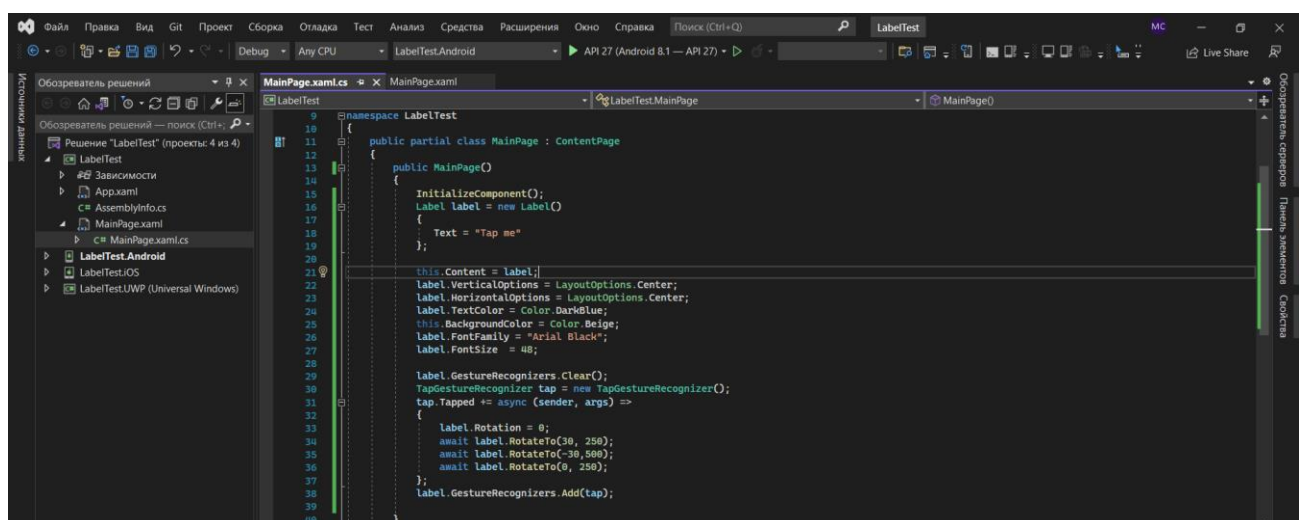 Файл Правка Вид Git Проект Сборка Отладка Тест Анализ Средства Расширения Окно Справка Поиск (Ctrl+Q) LabelTest МС
Debug Any CPU LabelTest.Android API 27 (Android 8.1 — API 27) Live Share
Источники данных
Обозреватель решений
Обозреватель решений — поиск (Ctrl+;
Решение "LabelTest" (проекты: 4 из 4)
LabelTest
Зависимости
App.xaml
C# AssemblyInfo.cs
MainPage.xaml
C# MainPage.xaml.cs
LabelTest.Android
LabelTest.iOS
LabelTest.UWP (Universal Windows)
MainPage.xaml.cs MainPage.xaml
LabelTest LabelTest.MainPage MainPage()
9 namespace LabelTest
10 {
11 public partial class MainPage : ContentPage
12 {
13 public MainPage()
14 {
15 InitializeComponent();
16 Label label = new Label()
17 {
18 Text = "Tap me"
19 };
20
21 this.Content = label;
22 label.VerticalOptions = LayoutOptions.Center;
23 label.HorizontalOptions = LayoutOptions.Center;
24 label.TextColor = Color.DarkBlue;
25 this.BackgroundColor = Color.Beige;
26 label.FontFamily = "Arial Black";
27 label.FontSize = 48;
28
29 label.GestureRecognizers.Clear();
30 TapGestureRecognizer tap = new TapGestureRecognizer();
31 tap.Tapped += async (sender, args) =>
32 {
33 label.Rotation = 0;
34 await label.RotateTo(30, 250);
35 await label.RotateTo(-30,500);
36 await label.RotateTo(0, 250);
37 };
38 label.GestureRecognizers.Add(tap);
39
40 }
Обозреватель серверов
Панель элементов
Свойства